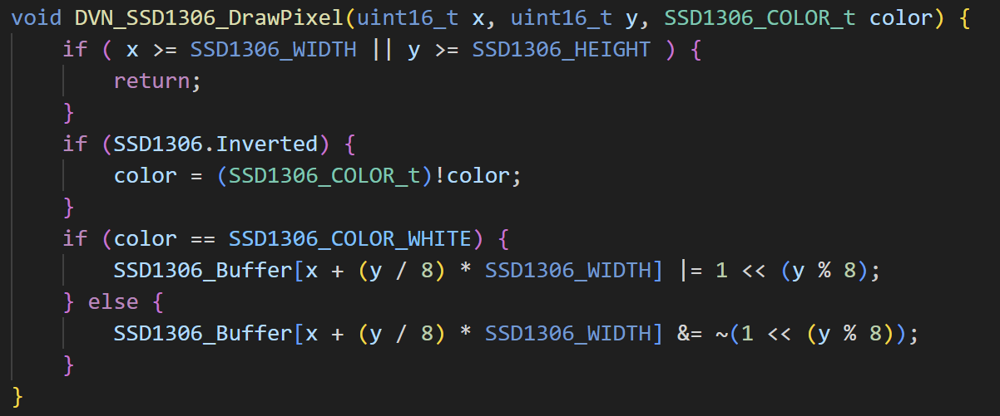 void DVN_SSD1306_DrawPixel(uint16_t x, uint16_t y, SSD1306_COLOR_t color) {
    if ( x >= SSD1306_WIDTH || y >= SSD1306_HEIGHT ) {
        return;
    }
    if (SSD1306.Inverted) {
        color = (SSD1306_COLOR_t)!color;
    }
    if (color == SSD1306_COLOR_WHITE) {
        SSD1306_Buffer[x + (y / 8) * SSD1306_WIDTH] |= 1 << (y % 8);
    } else {
        SSD1306_Buffer[x + (y / 8) * SSD1306_WIDTH] &= ~(1 << (y % 8));
    }
}